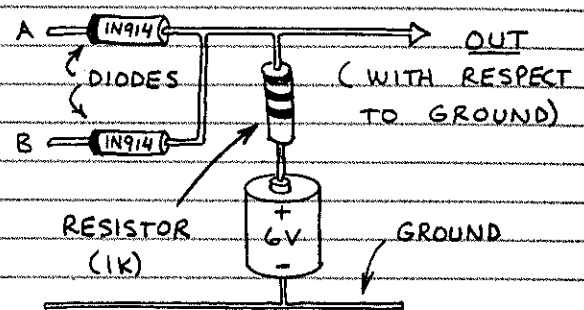 A 1N914 OUT
DIODES (WITH RESPECT
TO GROUND)
B 1N914
RESISTOR
(1K)
+
6V
-
GROUND